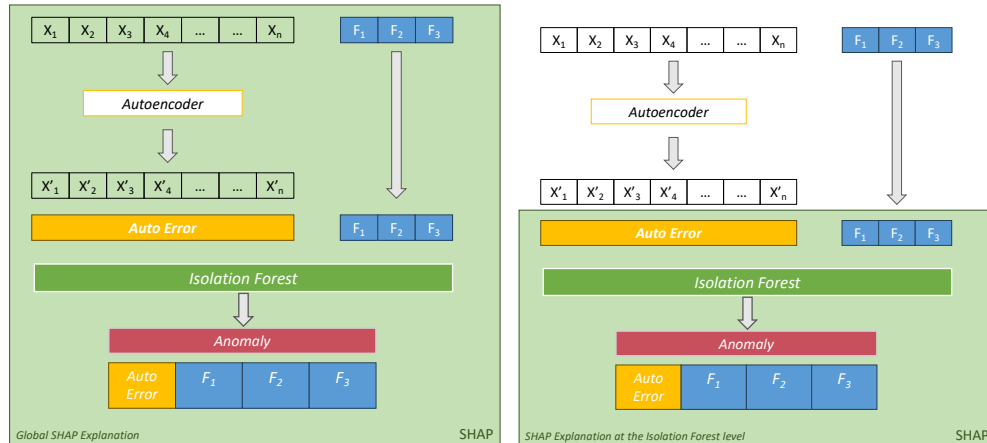 X₁ X₂ X₃ X₄ ... ... Xₙ F₁ F₂ F₃
Autoencoder
X'₁ X'₂ X'₃ X'₄ ... ... X'ₙ
Auto Error F₁ F₂ F₃
Isolation Forest
Anomaly
Auto Error F₁ F₂ F₃
Global SHAP Explanation SHAP
X₁ X₂ X₃ X₄ ... ... Xₙ F₁ F₂ F₃
Autoencoder
X'₁ X'₂ X'₃ X'₄ ... ... X'ₙ
Auto Error F₁ F₂ F₃
Isolation Forest
Anomaly
Auto Error F₁ F₂ F₃
SHAP Explanation at the Isolation Forest level SHAP